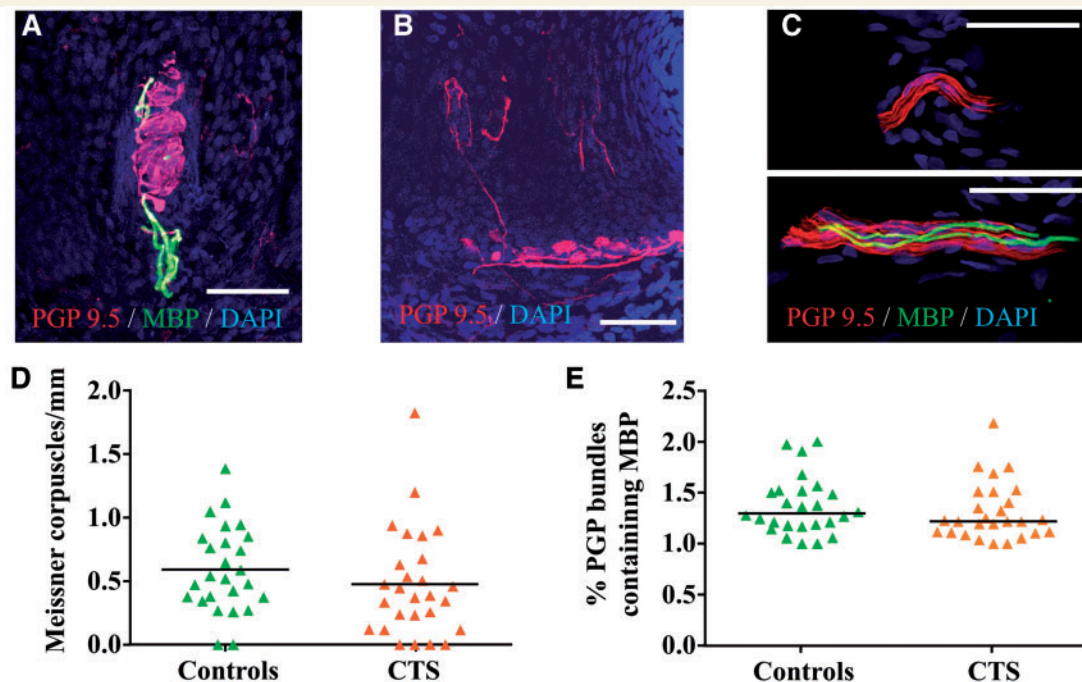 A
B
C
PGP 9.5 / MBP / DAPI
PGP 9.5 / DAPI
PGP 9.5 / MBP / DAPI
D
Meissner corpuscles/mm
2.0
1.5
1.0
0.5
0.0
Controls
CTS
E
% PGP bundles
containinng MBP
2.5
2.0
1.5
1.0
0.5
0.0
Controls
CTS